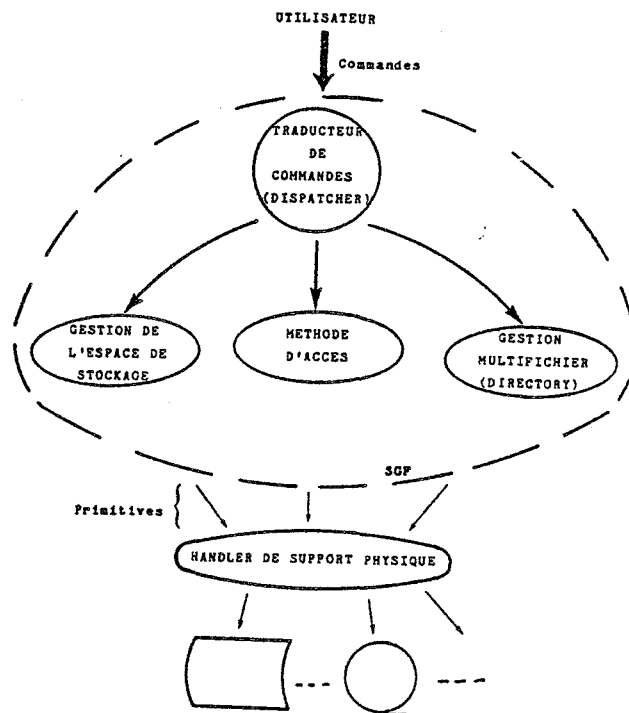 UTILISATEUR
Commandes
TRADUCTEUR
DE
COMMANDES
(DISPATCHER)
GESTION DE
L'ESPACE DE
STOCKAGE
METHODE
D'ACCES
GESTION
MULTIFICHIER
(DIRECTORY)
SGF
Primitives
HANDLER DE SUPPORT PHYSIQUE